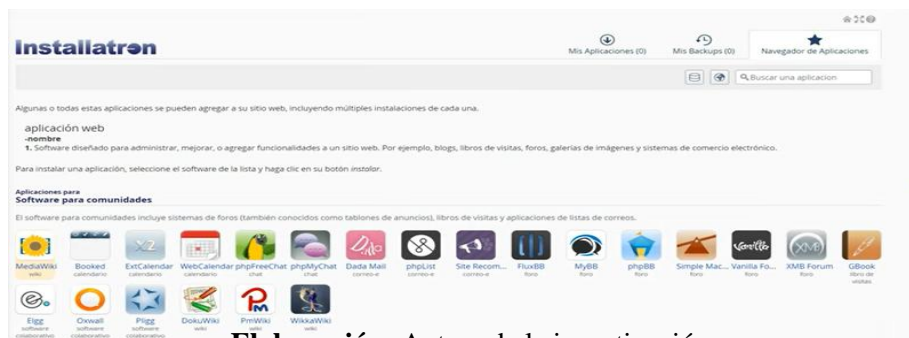 Installatron
Mis Aplicaciones (0)
Mis Backups (0)
Navegador de Aplicaciones
Buscar una aplicacion
Algunas o todas estas aplicaciones se pueden agregar a su sitio web, incluyendo múltiples instalaciones de cada una.
aplicación web
-nombre
1. Software diseñado para administrar, mejorar, o agregar funcionalidades a un sitio web. Por ejemplo, blogs, libros de visitas, foros, galerías de imágenes y sistemas de comercio electrónico.
Para instalar una aplicación, seleccione el software de la lista y haga clic en su botón instalar.
Aplicaciones para
Software para comunidades
El software para comunidades incluye sistemas de foros (también conocidos como tablones de anuncios), libros de visitas y aplicaciones de listas de correos.
MediaWiki Booked ExtCalendar WebCalendar phpFreeChat phpMyChat Dada Mail phpList Site Recom... FluxBB MyBB phpBB Simple Mac... Vanilla Fo... XMB Forum GBook
wiki calendario calendario calendario chat chat correo-e correo-e foro foro foro foro foro foro libro de
visitas
Elgg Oxwall Pligg DokuWiki PmWiki WikkaWiki
software software software wiki wiki wiki
colaborativo colaborativo colaborativo